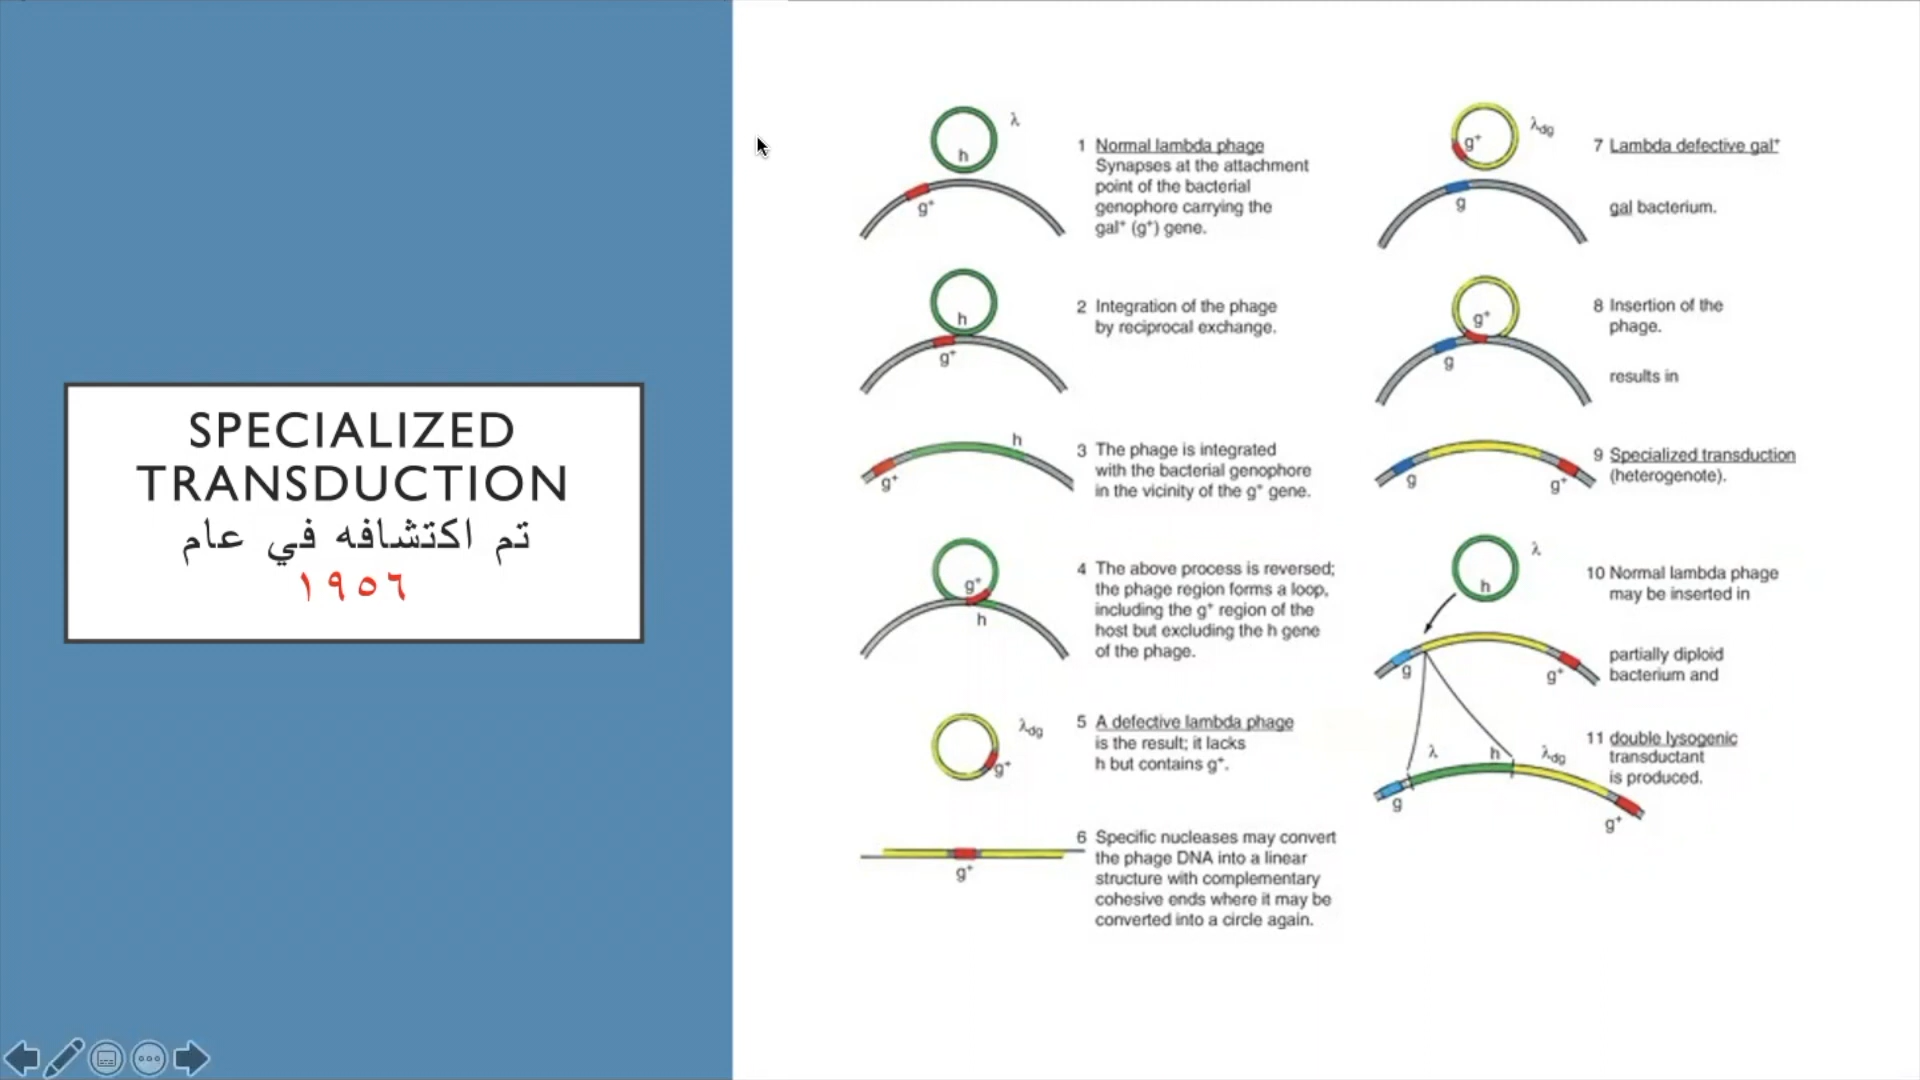 SPECIALIZED
TRANSDUCTION
تم اكتشافه في عام
١٩٥٦
λ
h
g⁺
1 Normal lambda phage
Synapses at the attachment
point of the bacterial
genophore carrying the
gal⁺ (g⁺) gene.
h
g⁺
2 Integration of the phage
by reciprocal exchange.
h
g⁺
3 The phage is integrated
with the bacterial genophore
in the vicinity of the g⁺ gene.
g⁺
h
4 The above process is reversed;
the phage region forms a loop,
including the g⁺ region of the
host but excluding the h gene
of the phage.
λdg
g⁺
5 A defective lambda phage
is the result; it lacks
h but contains g⁺.
g⁺
6 Specific nucleases may convert
the phage DNA into a linear
structure with complementary
cohesive ends where it may be
converted into a circle again.
λdg
g⁺
g
7 Lambda defective gal⁺
gal bacterium.
g⁺
g
8 Insertion of the
phage.
results in
g
g⁺
9 Specialized transduction
(heterogenote).
λ
h
10 Normal lambda phage
may be inserted in
g
g⁺
partially diploid
bacterium and
λ h λdg
g
g⁺
11 double lysogenic
transductant
is produced.